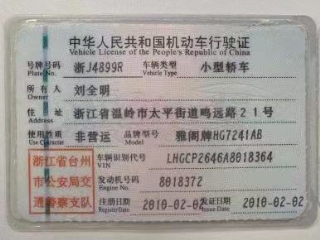 中华人民共和国机动车行驶证
Vehicle License of the People's Republic of China
号牌号码 浙J4899R 车辆类型 小型轿车
Plate No. Vehicle Type
所有人 刘全明
Owner
住址 浙江省温岭市太平街道鸣远路21号
Address
使用性质 非营运 品牌型号 雅阁牌HG7241AB
Use Character Model
浙江省台州
市公安局交
通警察支队
车辆识别代号 LHGCP2646A8018364
VIN
发动机号码 8018372
Engine No.
注册日期 2010-02-02 发证日期 2010-02-02
Register Date Issue Date